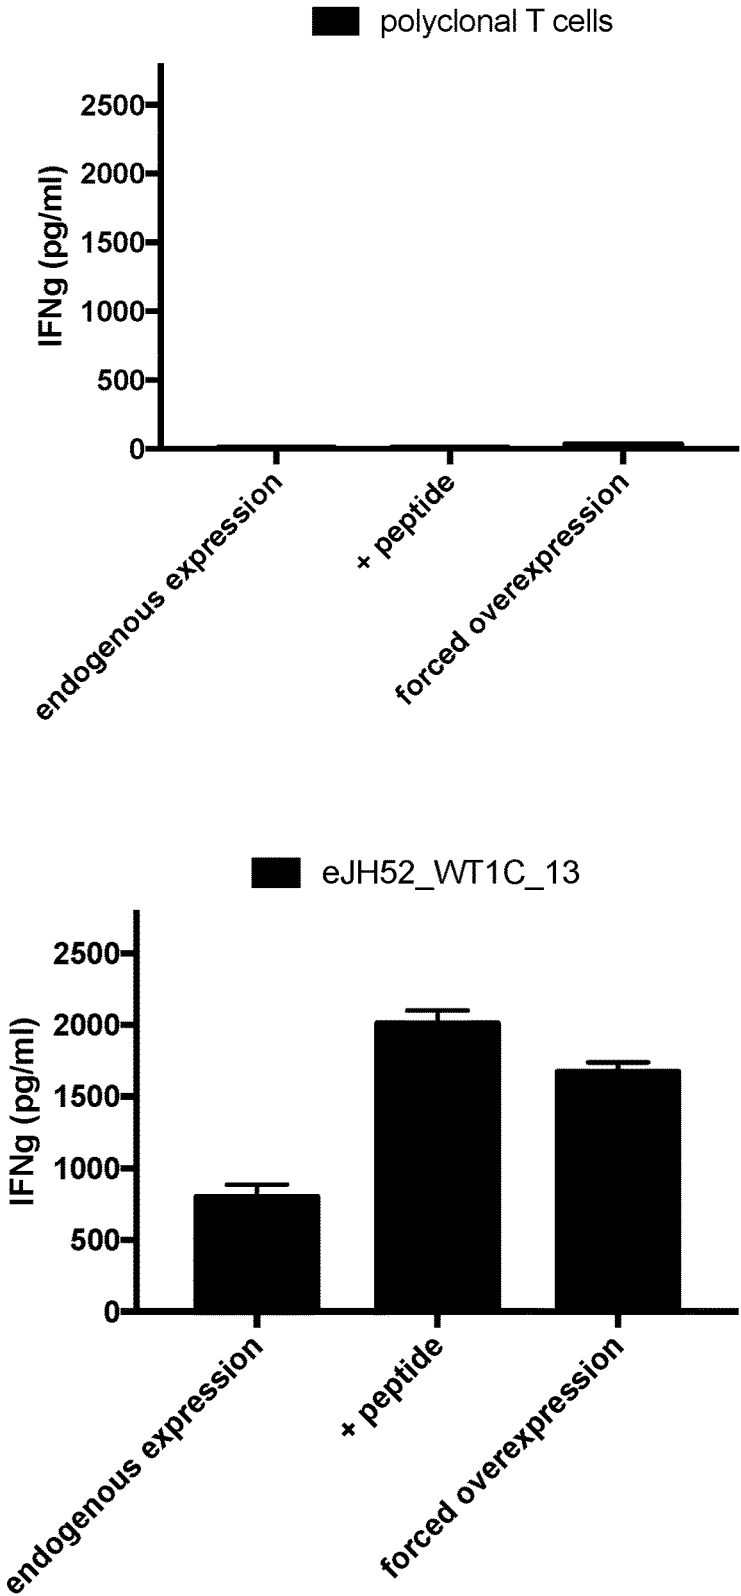 polyclonal T cells
IFNg (pg/ml)
2500
2000
1500
1000
500
0
endogenous expression
+ peptide
forced overexpression
eJH52_WT1C_13
IFNg (pg/ml)
2500
2000
1500
1000
500
0
endogenous expression
+ peptide
forced overexpression